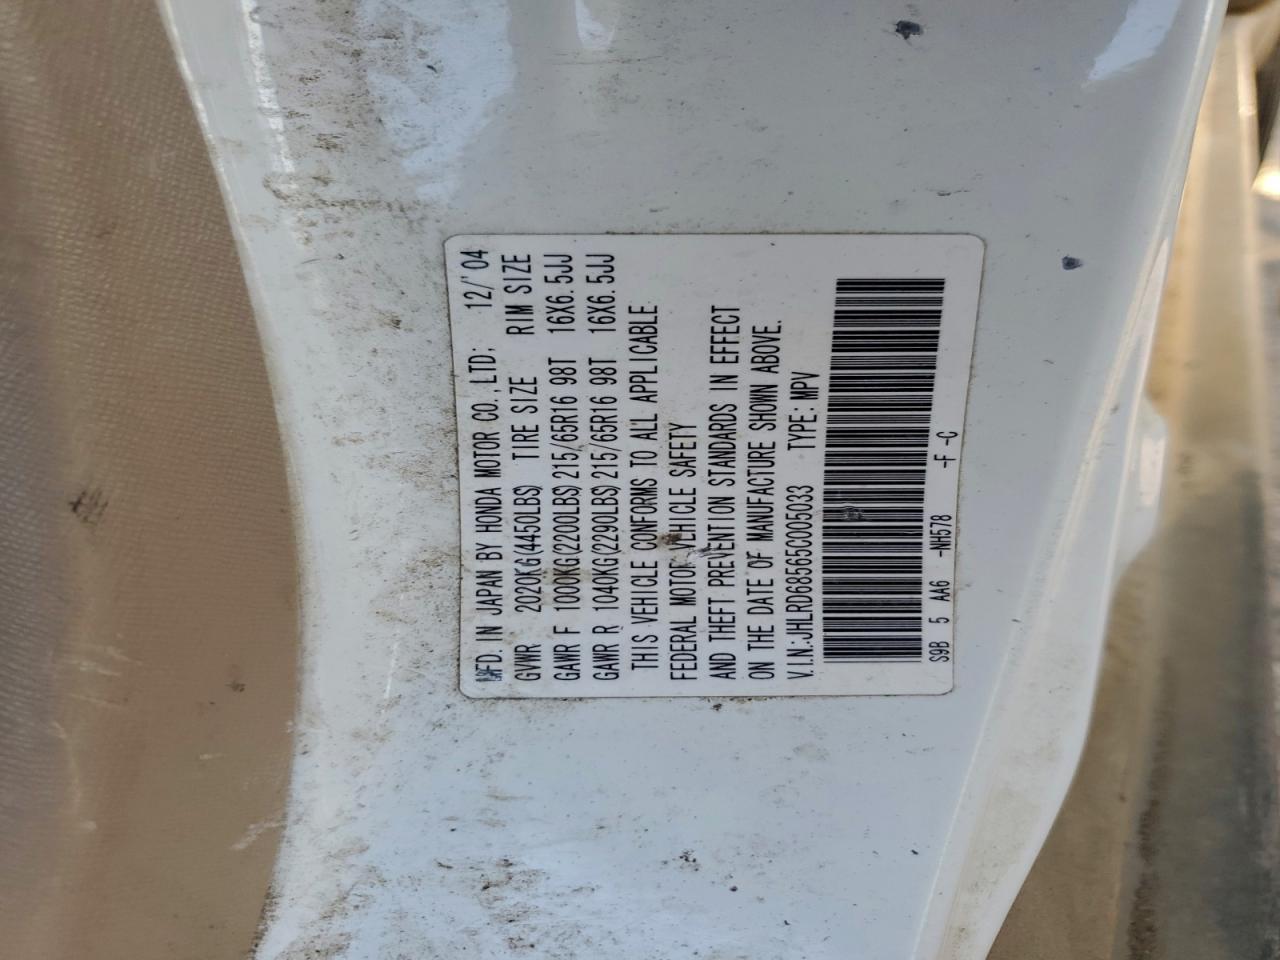 MFD. IN JAPAN BY HONDA MOTOR CO., LTD; 12/'04
GVWR 2020KG(4450LBS) TIRE SIZE RIM SIZE
GAWR F 1000KG(2200LBS) 215/65R16 98T 16X6.5JJ
GAWR R 1040KG(2290LBS) 215/65R16 98T 16X6.5JJ
THIS VEHICLE CONFORMS TO ALL APPLICABLE
FEDERAL MOTOR VEHICLE SAFETY
AND THEFT PREVENTION STANDARDS IN EFFECT
ON THE DATE OF MANUFACTURE SHOWN ABOVE.
V.I.N.:JHLRD68565C005033 TYPE: MPV
S9B 5 AA6 -NH578 -F -C